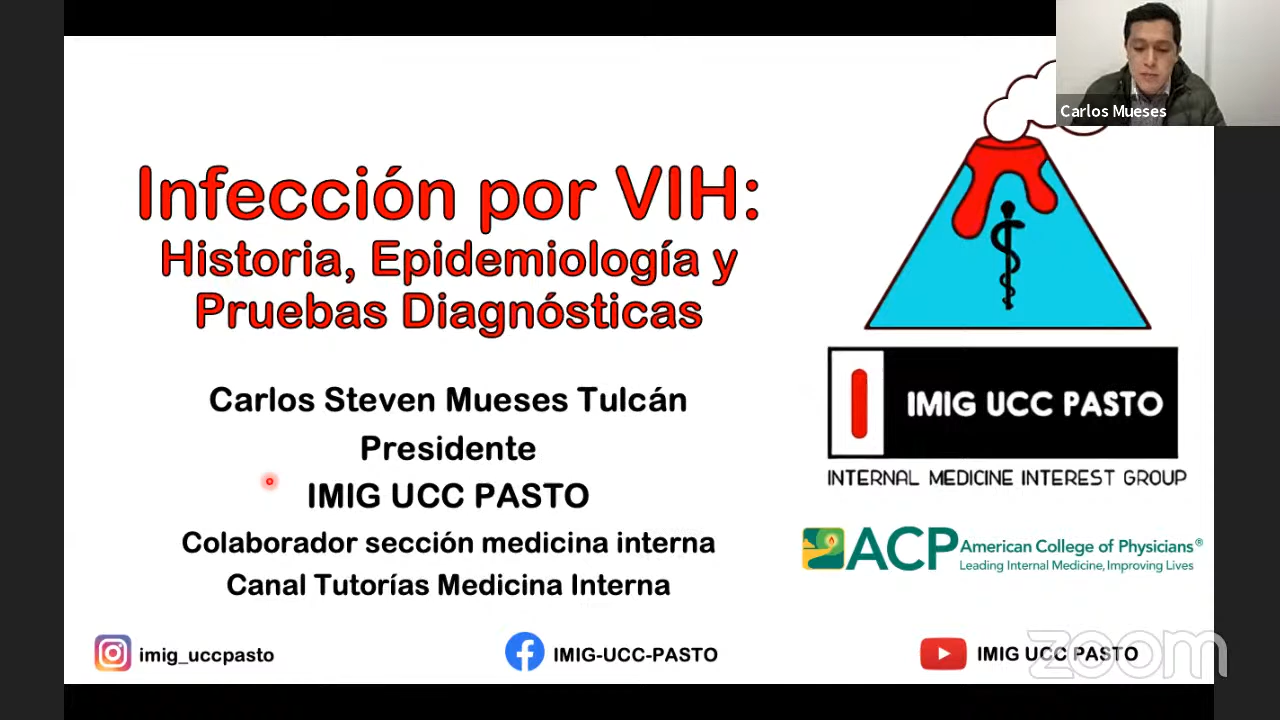 Carlos Mueses
Infección por VIH:
Historia, Epidemiología y
Pruebas Diagnósticas
Carlos Steven Mueses Tulcán
Presidente
IMIG UCC PASTO
Colaborador sección medicina interna
Canal Tutorías Medicina Interna
IMIG UCC PASTO
INTERNAL MEDICINE INTEREST GROUP
ACP American College of Physicians®
Leading Internal Medicine, Improving Lives
imig_uccpasto
IMIG-UCC-PASTO
IMIG UCC PASTO
zoom